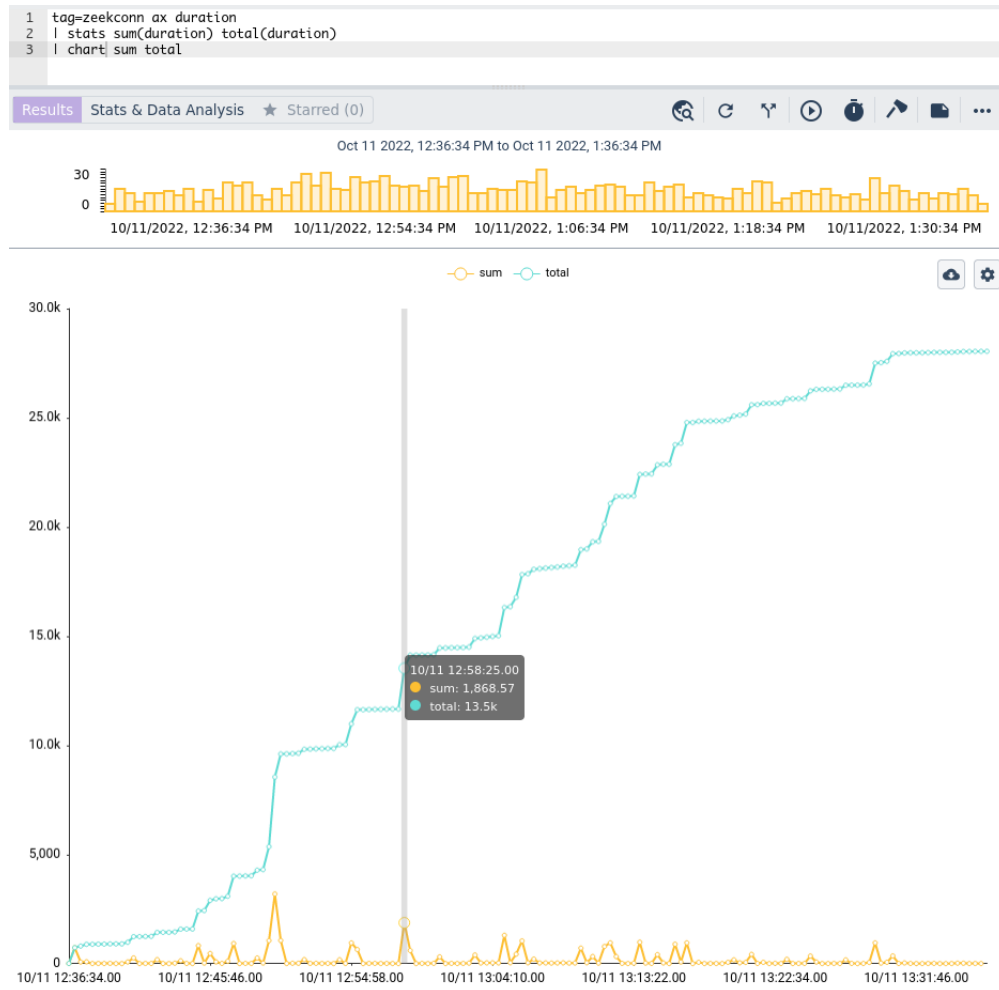 1 tag=zeekconn ax duration
2 | stats sum(duration) total(duration)
3 | chart sum total
Results Stats & Data Analysis Starred (0)
Oct 11 2022, 12:36:34 PM to Oct 11 2022, 1:36:34 PM
30
0
10/11/2022, 12:36:34 PM 10/11/2022, 12:54:34 PM 10/11/2022, 1:06:34 PM 10/11/2022, 1:18:34 PM 10/11/2022, 1:30:34 PM
sum total
30.0k
25.0k
20.0k
15.0k
10/11 12:58:25.00
sum: 1,868.57
total: 13.5k
10.0k
5,000
0
10/11 12:36:34.00 10/11 12:45:46.00 10/11 12:54:58.00 10/11 13:04:10.00 10/11 13:13:22.00 10/11 13:22:34.00 10/11 13:31:46.00